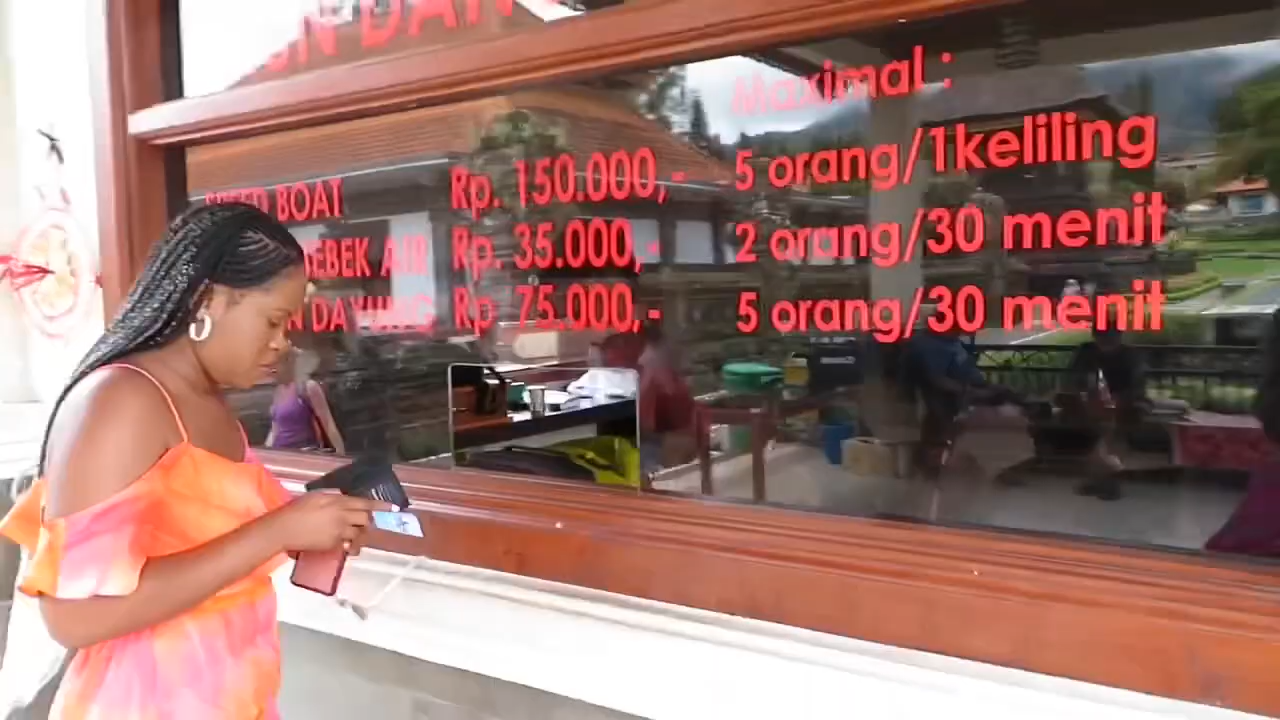 Maximal :
SPEED BOAT Rp. 150.000,- 5 orang/1keliling
BEBEK AIR Rp. 35.000,- 2 orang/30 menit
DAYUNG Rp 75.000,- 5 orang/30 menit